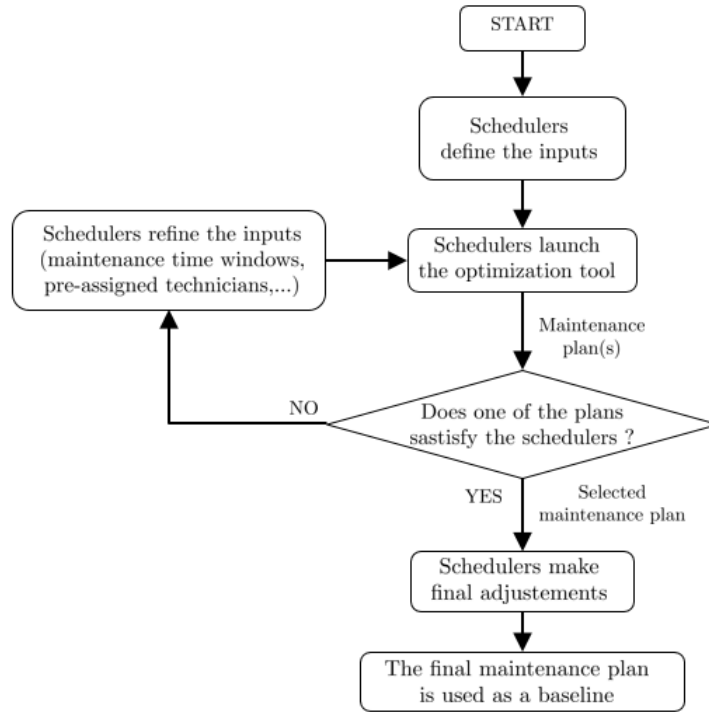 START
Schedulers
define the inputs
Schedulers refine the inputs
(maintenance time windows,
pre-assigned technicians,...)
Schedulers launch
the optimization tool
Maintenance
plan(s)
NO
Does one of the plans
sastisfy the schedulers ?
YES
Selected
maintenance plan
Schedulers make
final adjustements
The final maintenance plan
is used as a baseline